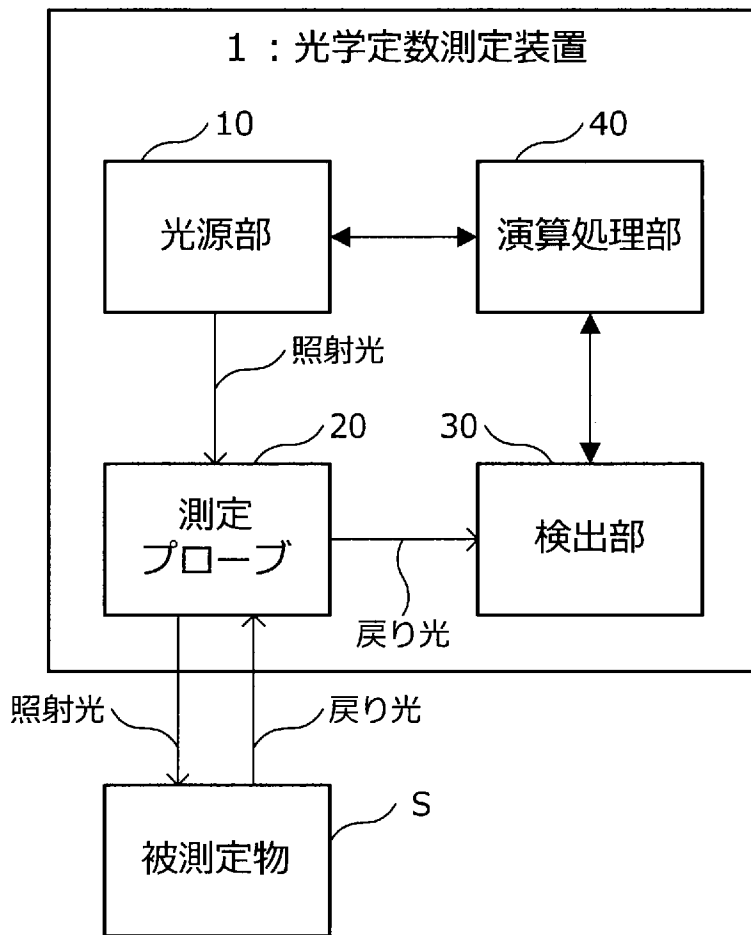 1：光学定数測定装置
10
40
光源部
演算処理部
照射光
20
30
測定
プローブ
検出部
戻り光
照射光
戻り光
S
被測定物